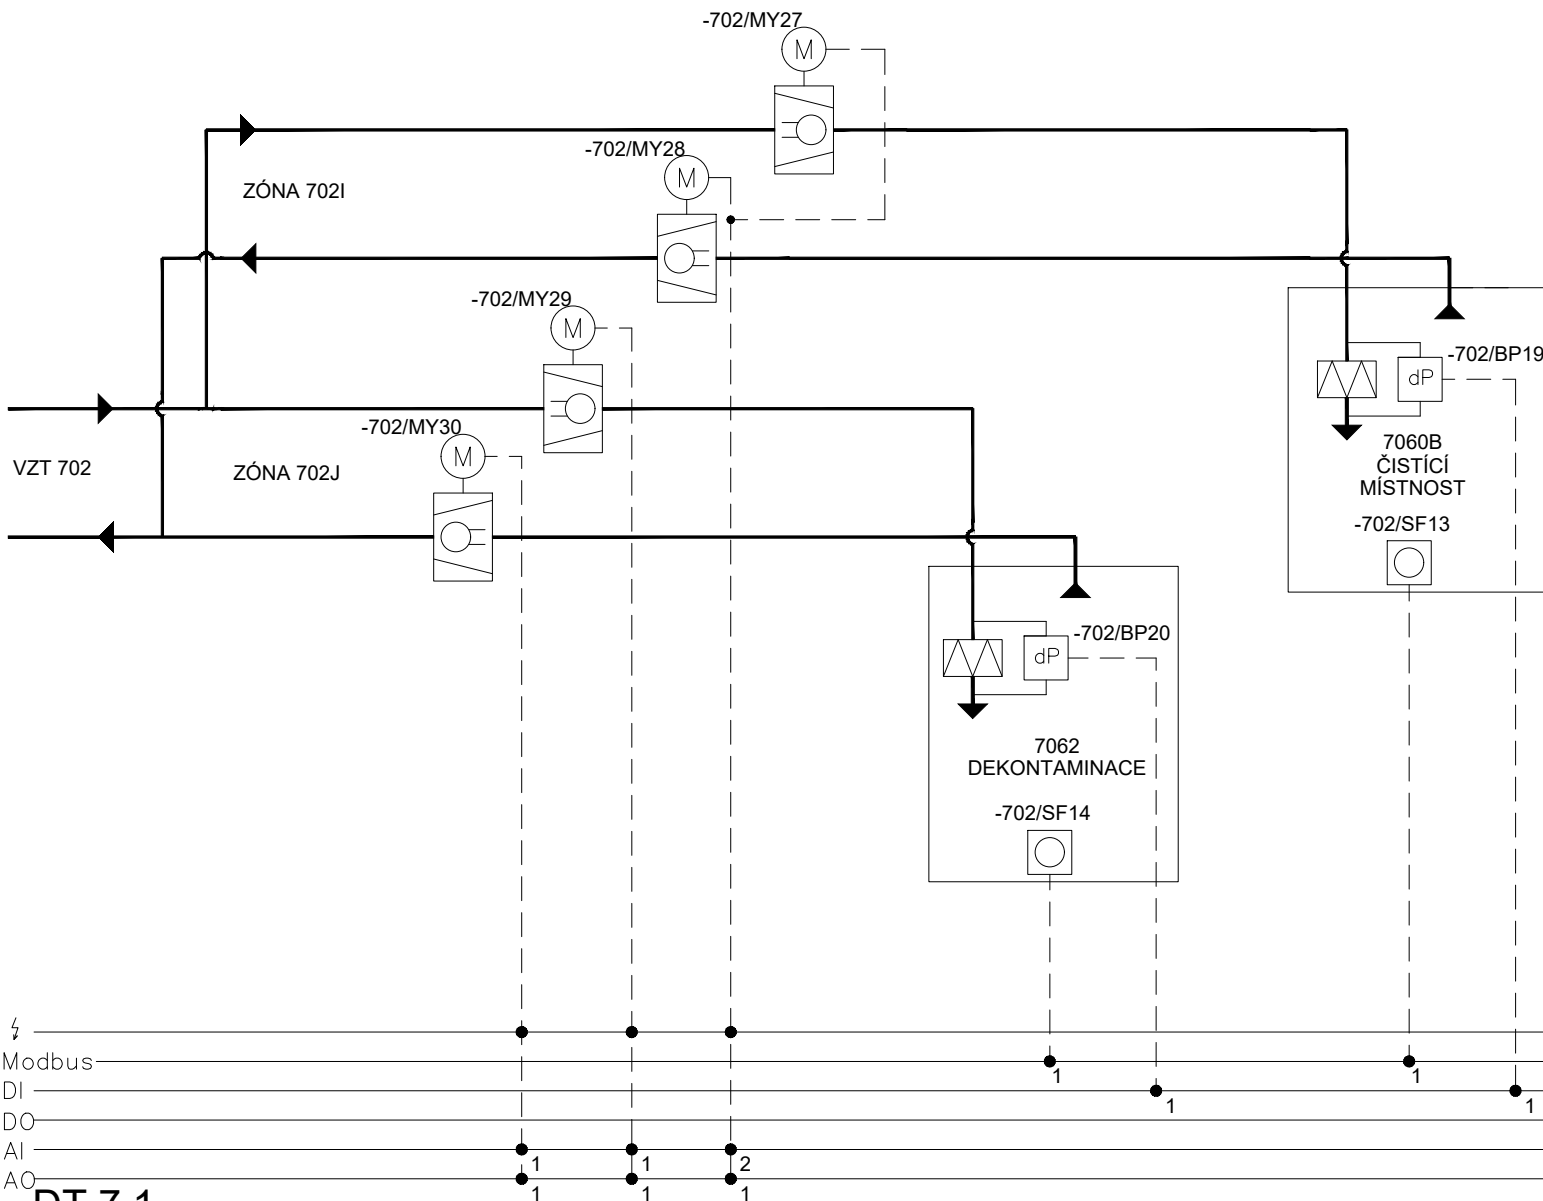 -702/MY27
M
-702/MY28
M
ZÓNA 702I
-702/MY29
M
-702/BP19
dP
-702/MY30
M
VZT 702
ZÓNA 702J
7060B
ČISTÍCÍ
MÍSTNOST
-702/SF13
-702/BP20
dP
7062
DEKONTAMINACE
-702/SF14
Modbus
1
1
DI
1
1
DO
AI
1
1
2
AO
1
1
1
DT 7.1